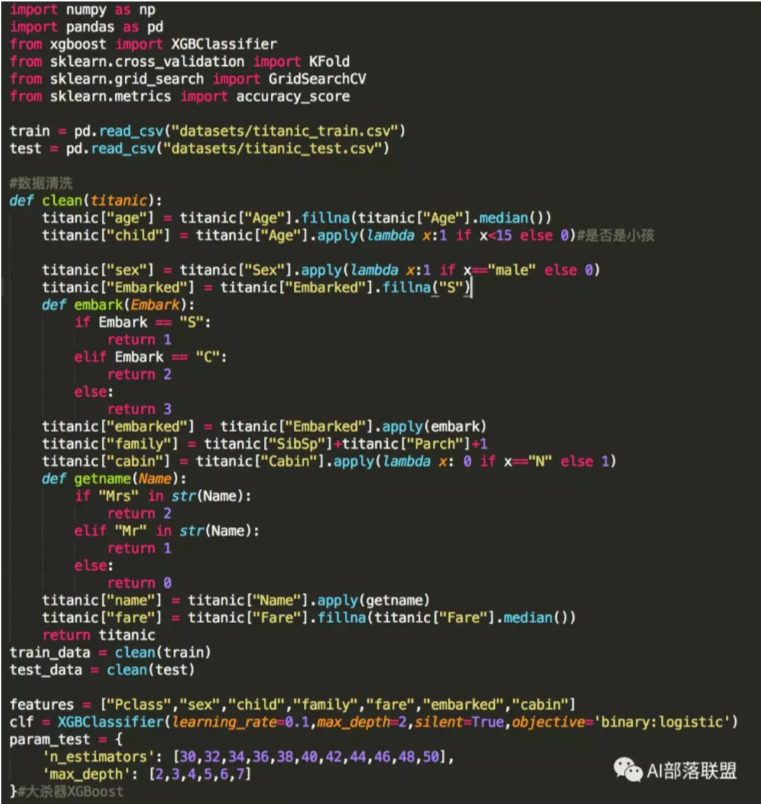 import numpy as np
import pandas as pd
from xgboost import XGBClassifier
from sklearn.cross_validation import KFold
from sklearn.grid_search import GridSearchCV
from sklearn.metrics import accuracy_score

train = pd.read_csv("datasets/titanic_train.csv")
test = pd.read_csv("datasets/titanic_test.csv")

#数据清洗
def clean(titanic):
    titanic["age"] = titanic["Age"].fillna(titanic["Age"].median())
    titanic["child"] = titanic["Age"].apply(lambda x:1 if x<15 else 0)#是否是小孩

    titanic["sex"] = titanic["Sex"].apply(lambda x:1 if x=="male" else 0)
    titanic["Embarked"] = titanic["Embarked"].fillna("S")
    def embark(Embark):
        if Embark == "S":
            return 1
        elif Embark == "C":
            return 2
        else:
            return 3
    titanic["embarked"] = titanic["Embarked"].apply(embark)
    titanic["family"] = titanic["SibSp"]+titanic["Parch"]+1
    titanic["cabin"] = titanic["Cabin"].apply(lambda x: 0 if x=="N" else 1)
    def getname(Name):
        if "Mrs" in str(Name):
            return 2
        elif "Mr" in str(Name):
            return 1
        else:
            return 0
    titanic["name"] = titanic["Name"].apply(getname)
    titanic["fare"] = titanic["Fare"].fillna(titanic["Fare"].median())
    return titanic
train_data = clean(train)
test_data = clean(test)

features = ["Pclass","sex","child","family","fare","embarked","cabin"]
clf = XGBClassifier(learning_rate=0.1,max_depth=2,silent=True,objective='binary:logistic')
param_test = {
    'n_estimators': [30,32,34,36,38,40,42,44,46,48,50],
    'max_depth': [2,3,4,5,6,7]
}#大杀器XGBoost
AI部落联盟